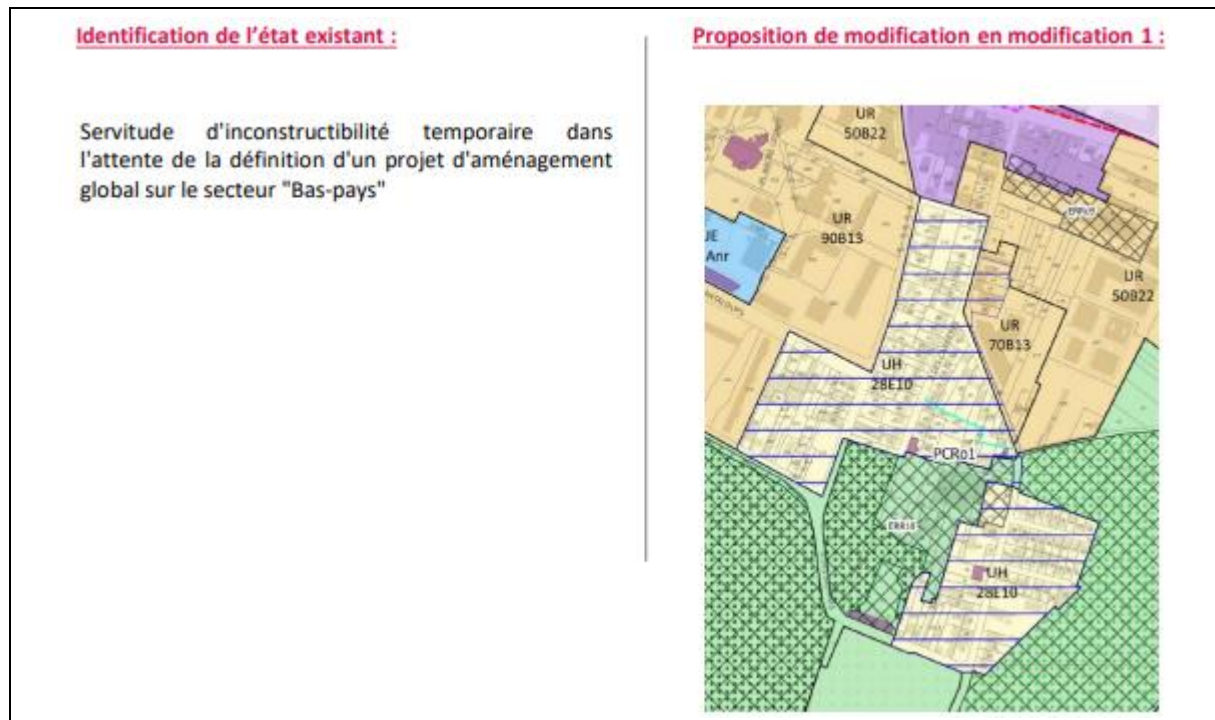 Identification de l'état existant :
Servitude d'inconstructibilité temporaire dans
l'attente de la définition d'un projet d'aménagement
global sur le secteur "Bas-pays"
Proposition de modification en modification 1 :
UR
50B22
UR
90B13
UE
Anr
UR
50B22
UR
70B13
UH
28E10
PCR01
UH
28E10